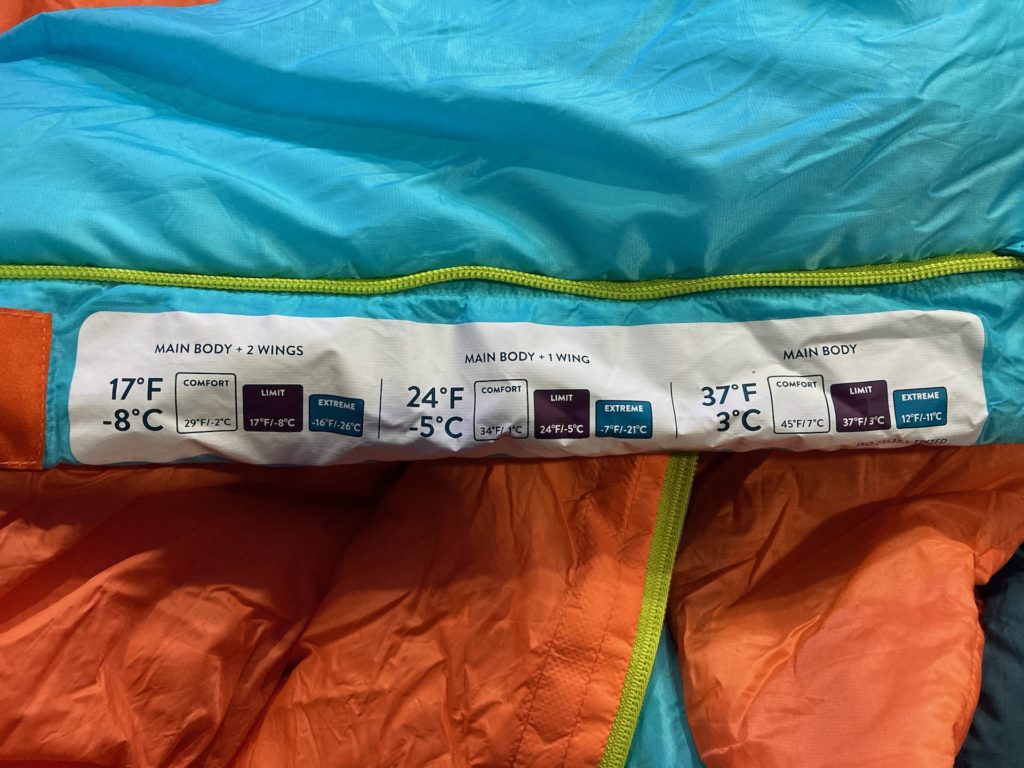 MAIN BODY + 2 WINGS
17°F
-8°C
COMFORT
29°F/-2°C
LIMIT
17°F/-8°C
EXTREME
-16°F/-26°C
MAIN BODY + 1 WING
24°F
-5°C
COMFORT
34°F/ 1°C
LIMIT
24°F/-5°C
EXTREME
-7°F/-21°C
MAIN BODY
37°F
3°C
COMFORT
45°F/ 7°C
LIMIT
37°F/ 3°C
EXTREME
12°F/-11°C
ISO TESTED